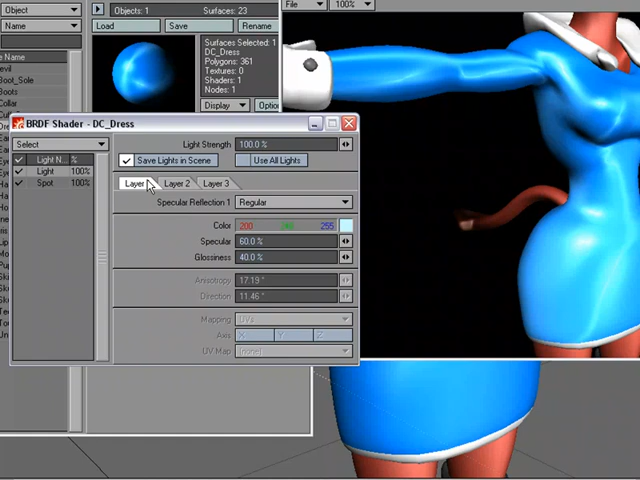 Object
Objects: 1 Surfaces: 23
File
100%
Name
Load
Save
Rename
e Name
evil
Boot_Sole
Boots
Collar
Surfaces Selected: 1
DC_Dress
Polygons: 361
Textures: 0
Shaders: 1
Nodes: 1
Display
Optio
BRDF Shader - DC_Dress
Select
Light Strength 100.0 %
Save Lights in Scene
Use All Lights
Light N... %
Light 100%
Spot 100%
Layer
Layer 2
Layer 3
Specular Reflection 1 Regular
Color 200 255
Specular 60.0 %
Glossiness 40.0 %
Anisotropy 17.19 °
Direction 11.46 °
Mapping UVs
Axis X Y Z
UV Map (none)